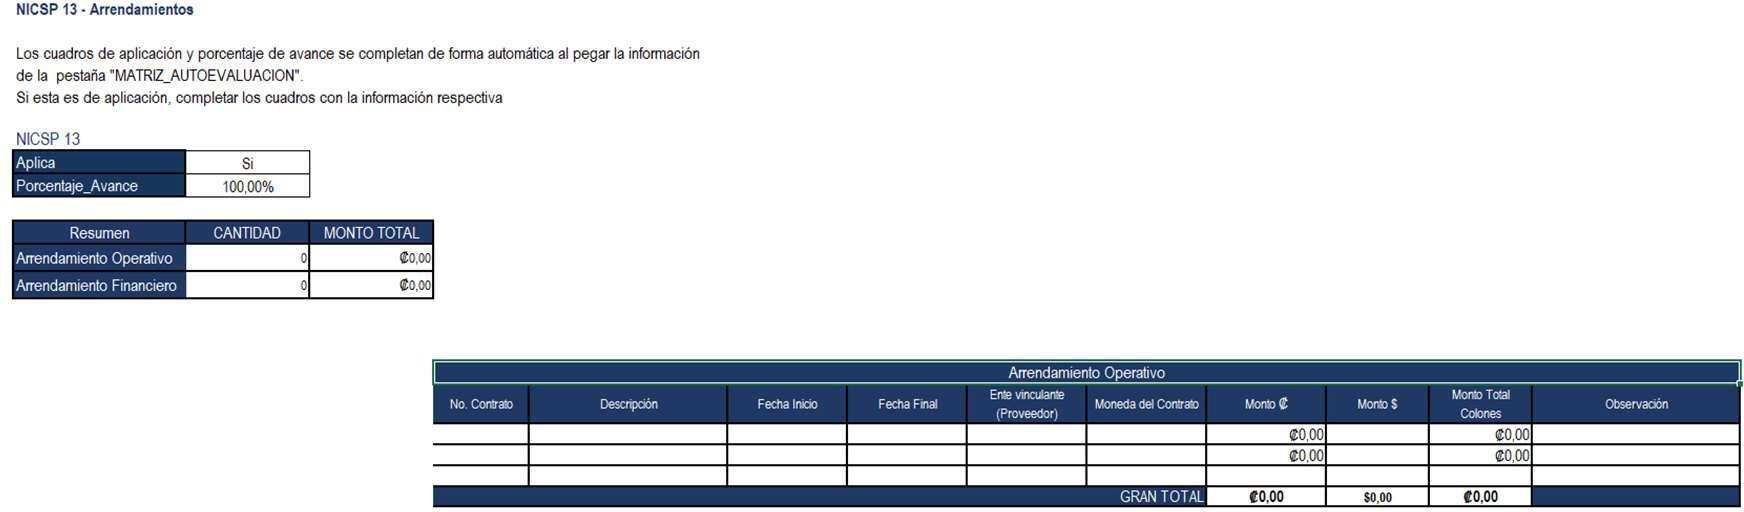 NICSP 13 - Arrendamientos
Los cuadros de aplicación y porcentaje de avance se completan de forma automática al pegar la información
de la pestaña "MATRIZ_AUTOEVALUACION".
Si esta es de aplicación, completar los cuadros con la información respectiva
NICSP 13
Aplica Si
Porcentaje_Avance 100,00%
Resumen CANTIDAD MONTO TOTAL
Arrendamiento Operativo 0 ₡0,00
Arrendamiento Financiero 0 ₡0,00
Arrendamiento Operativo
No. Contrato Descripción Fecha Inicio Fecha Final Ente vinculante (Proveedor) Moneda del Contrato Monto ₡ Monto $ Monto Total Colones Observación
₡0,00 ₡0,00
₡0,00 ₡0,00
GRAN TOTAL ₡0,00 $0,00 ₡0,00